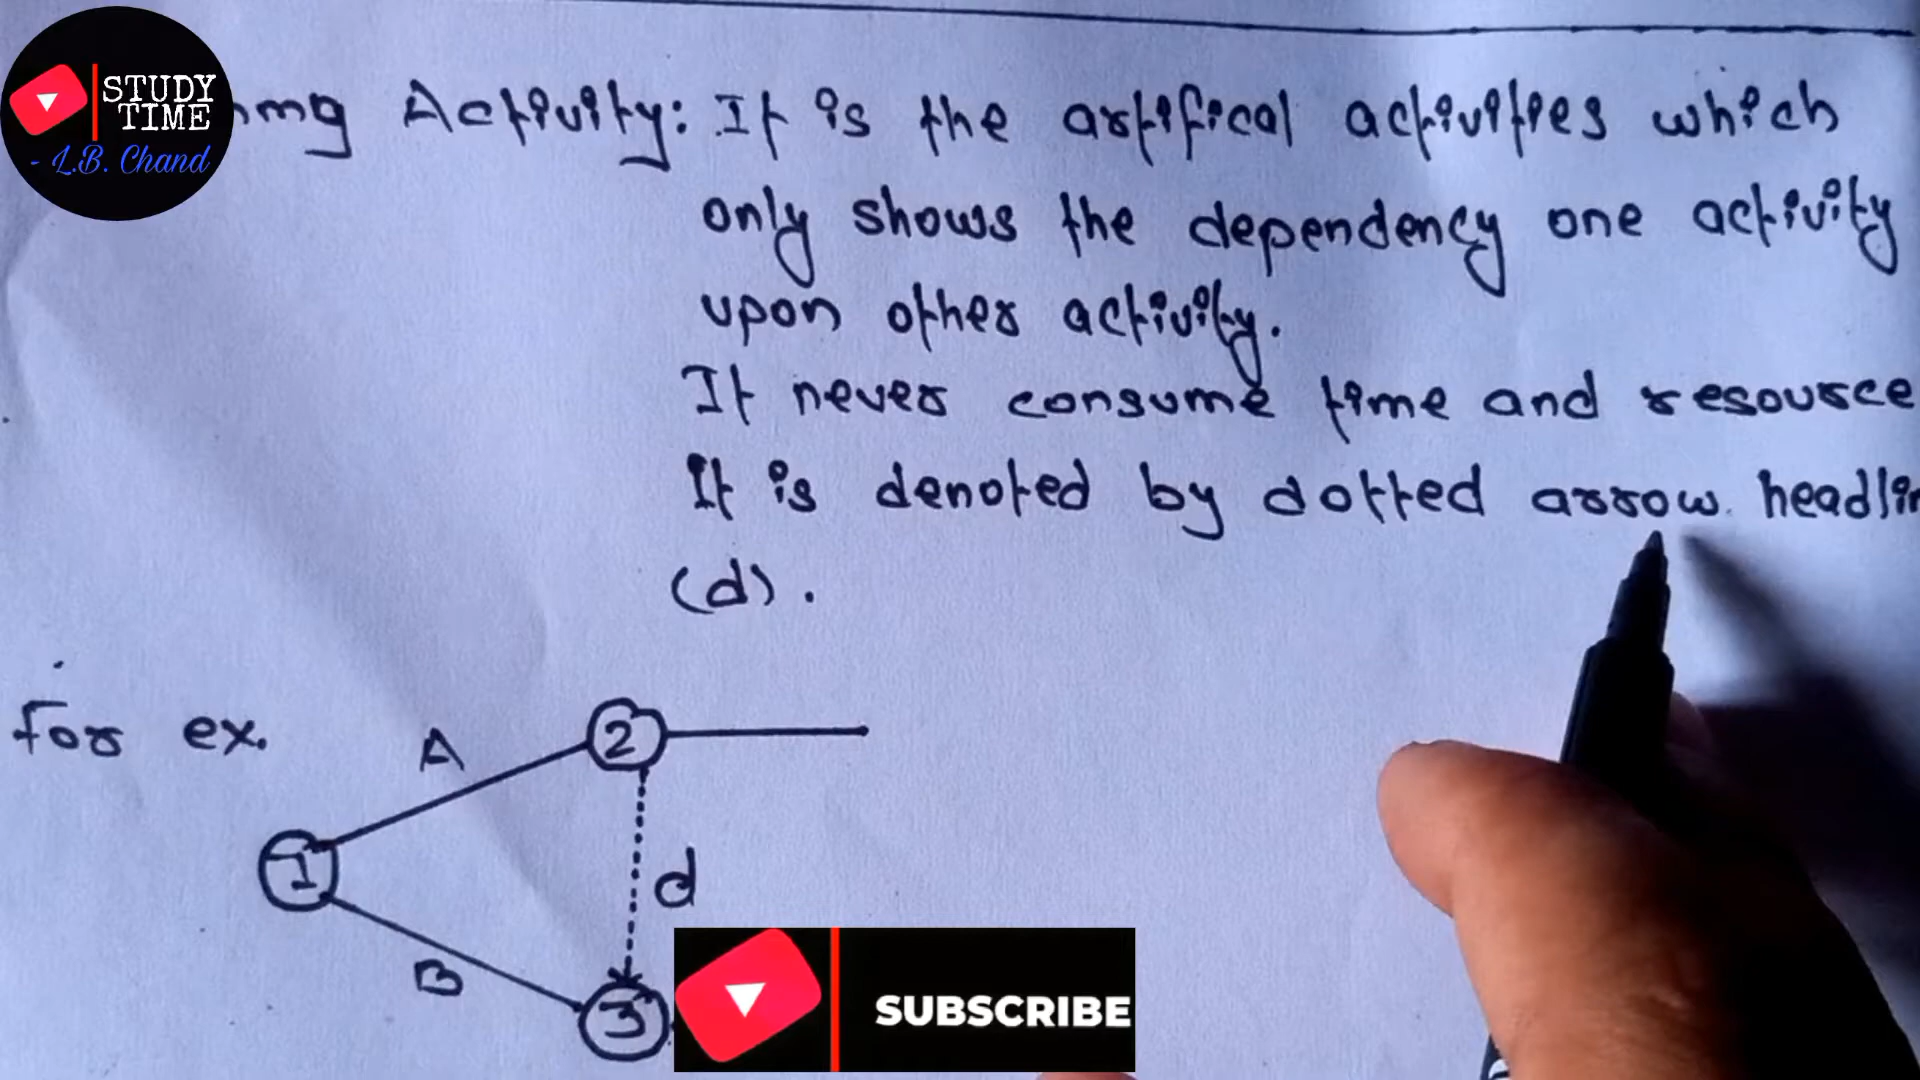 STUDY
TIME
- L.B. Chand
Activity: It is the artifical activities which
only shows the dependency one activity
upon other activity.
It never consume time and resource
It is denoted by dotted arrow headlin
(d).
For ex.
A
2
1
d
B
3
SUBSCRIBE